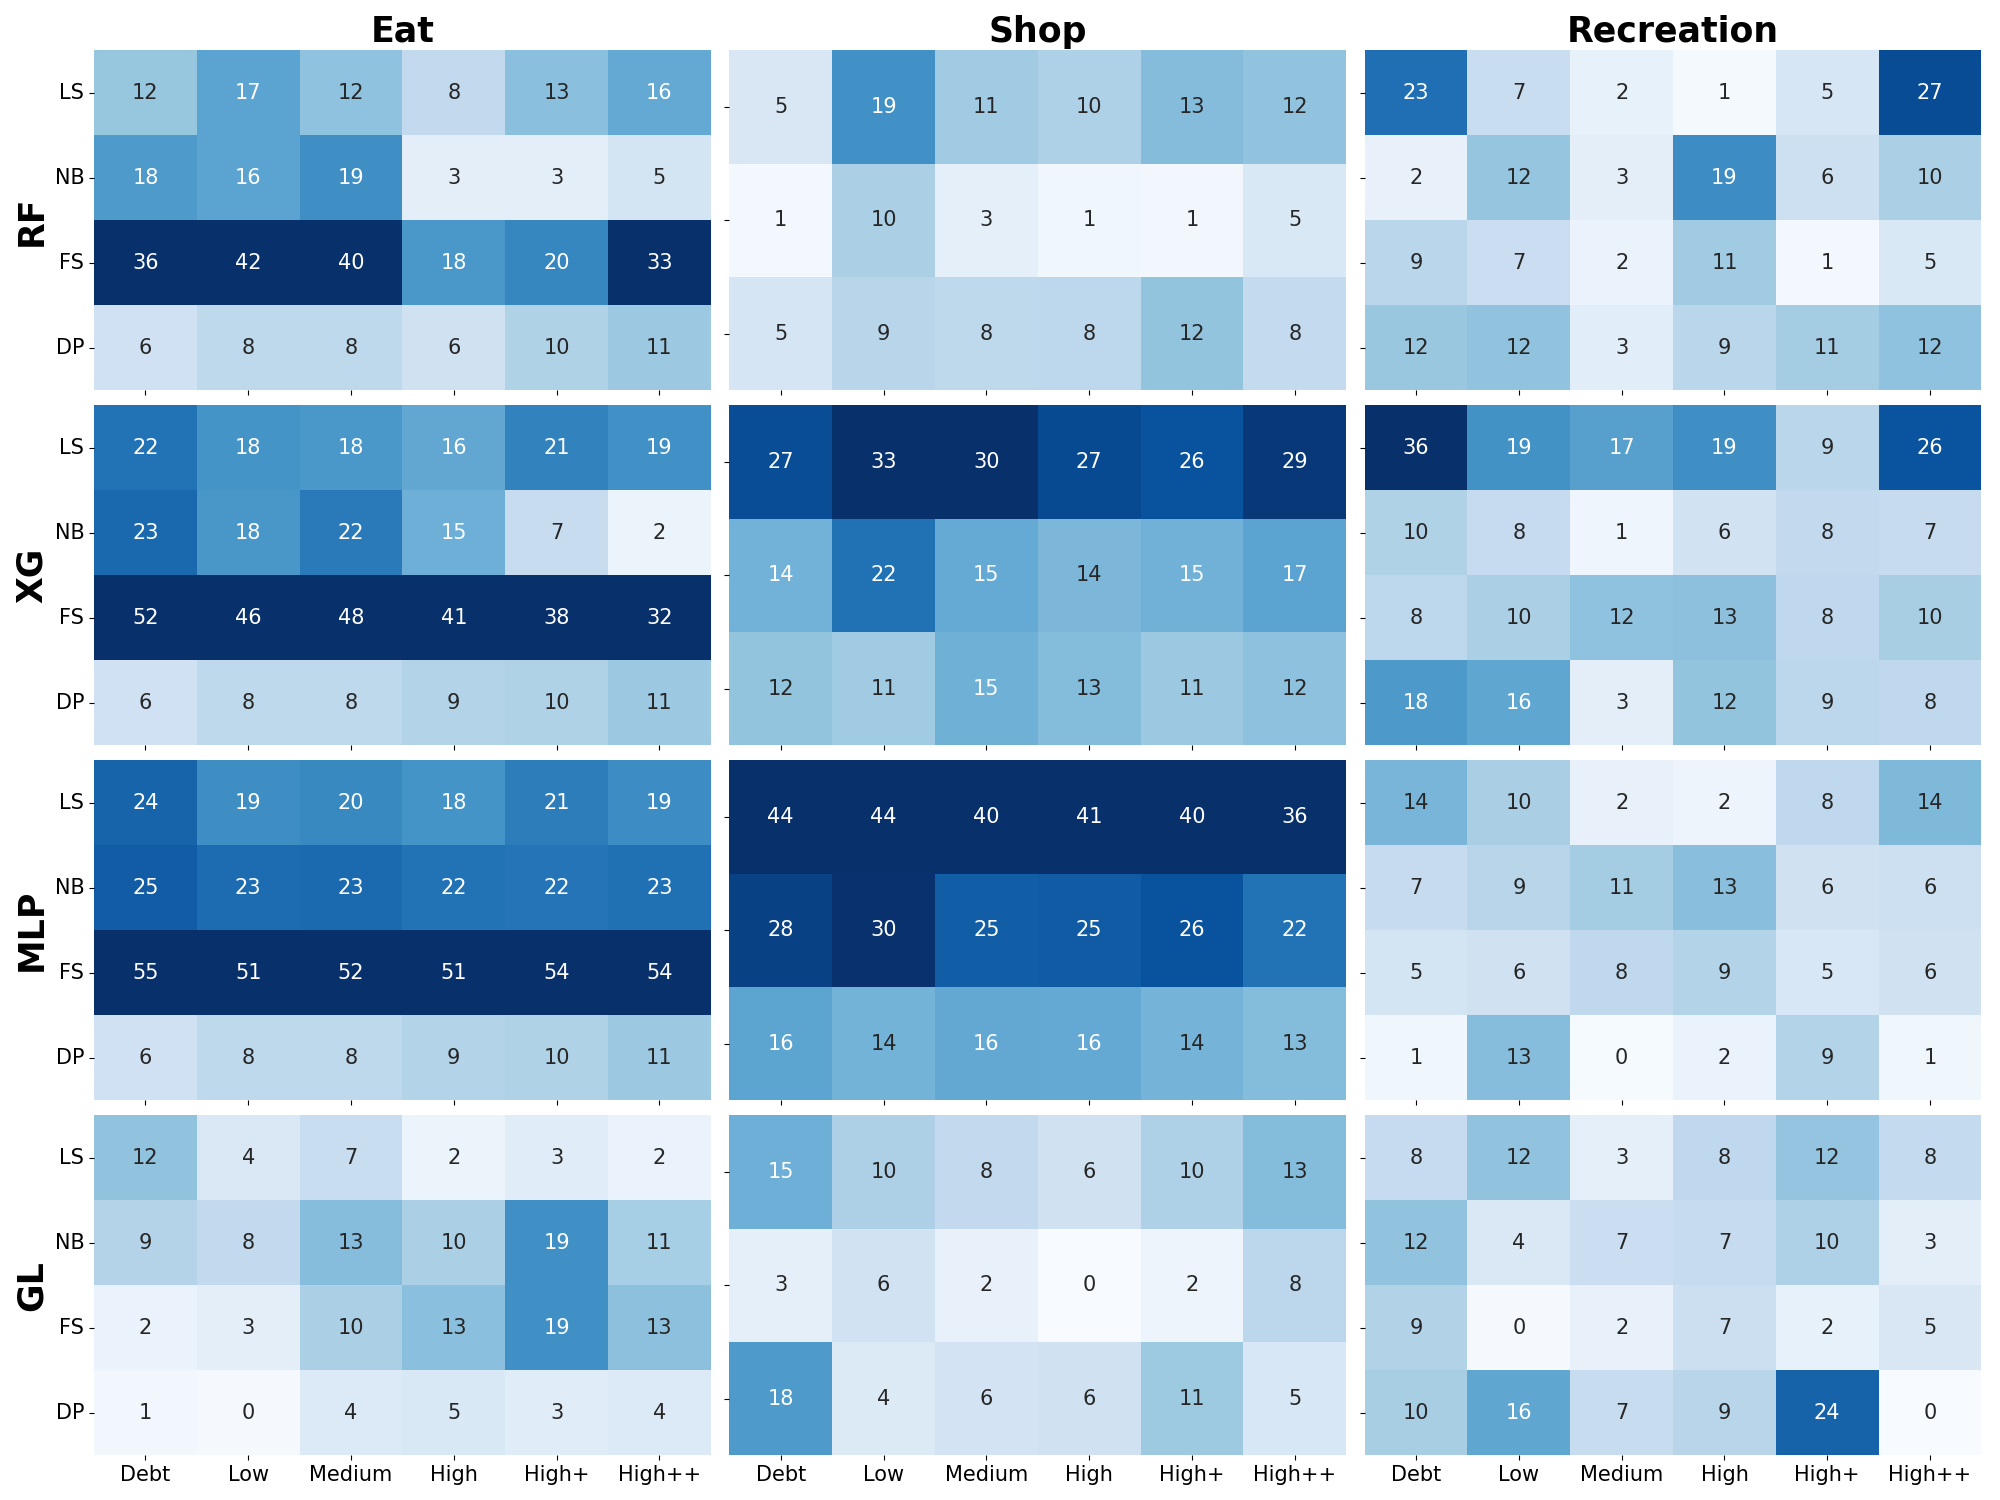 Eat Shop Recreation
LS 12 17 12 8 13 16
5 19 11 10 13 12
23 7 2 1 5 27
NB 18 16 19 3 3 5
1 10 3 1 1 5
2 12 3 19 6 10
RF
FS 36 42 40 18 20 33
9 7 2 11 1 5
DP 6 8 8 6 10 11
5 9 8 8 12 8
12 12 3 9 11 12
LS 22 18 18 16 21 19
27 33 30 27 26 29
36 19 17 19 9 26
NB 23 18 22 15 7 2
14 22 15 14 15 17
10 8 1 6 8 7
XG
FS 52 46 48 41 38 32
8 10 12 13 8 10
DP 6 8 8 9 10 11
12 11 15 13 11 12
18 16 3 12 9 8
LS 24 19 20 18 21 19
44 44 40 41 40 36
14 10 2 2 8 14
NB 25 23 23 22 22 23
28 30 25 25 26 22
7 9 11 13 6 6
MLP
FS 55 51 52 51 54 54
5 6 8 9 5 6
DP 6 8 8 9 10 11
16 14 16 16 14 13
1 13 0 2 9 1
LS 12 4 7 2 3 2
15 10 8 6 10 13
8 12 3 8 12 8
NB 9 8 13 10 19 11
3 6 2 0 2 8
12 4 7 7 10 3
GL
FS 2 3 10 13 19 13
9 0 2 7 2 5
DP 1 0 4 5 3 4
18 4 6 6 11 5
10 16 7 9 24 0
Debt Low Medium High High+ High++
Debt Low Medium High High+ High++
Debt Low Medium High High+ High++